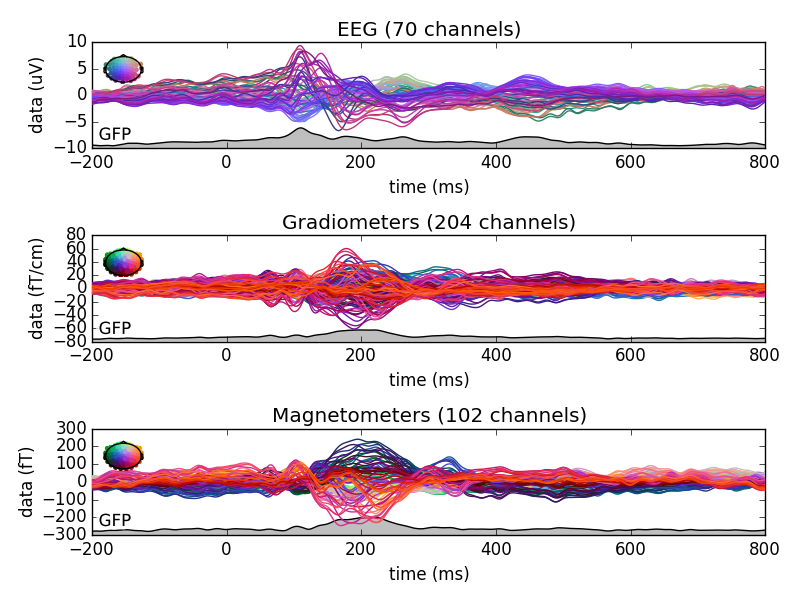 EEG (70 channels)
10
5
0
−5
−10
data (uV)
GFP
−200 0 200 400 600 800
time (ms)
Gradiometers (204 channels)
80
60
40
20
0
−20
−40
−60
−80
data (fT/cm)
GFP
−200 0 200 400 600 800
time (ms)
Magnetometers (102 channels)
300
200
100
0
−100
−200
−300
data (fT)
GFP
−200 0 200 400 600 800
time (ms)